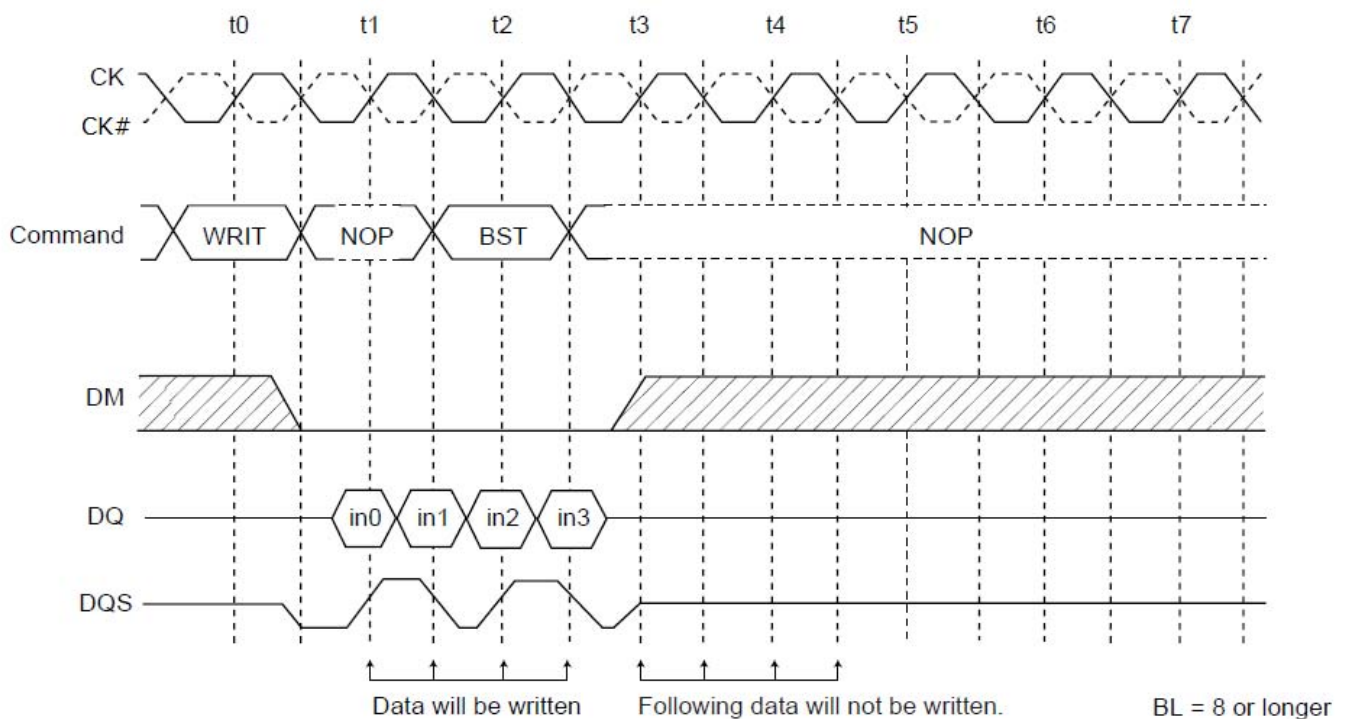 t0 t1 t2 t3 t4 t5 t6 t7
CK
CK#
Command WRIT NOP BST NOP
DM
DQ in0 in1 in2 in3
DQS
Data will be written Following data will not be written. BL = 8 or longer